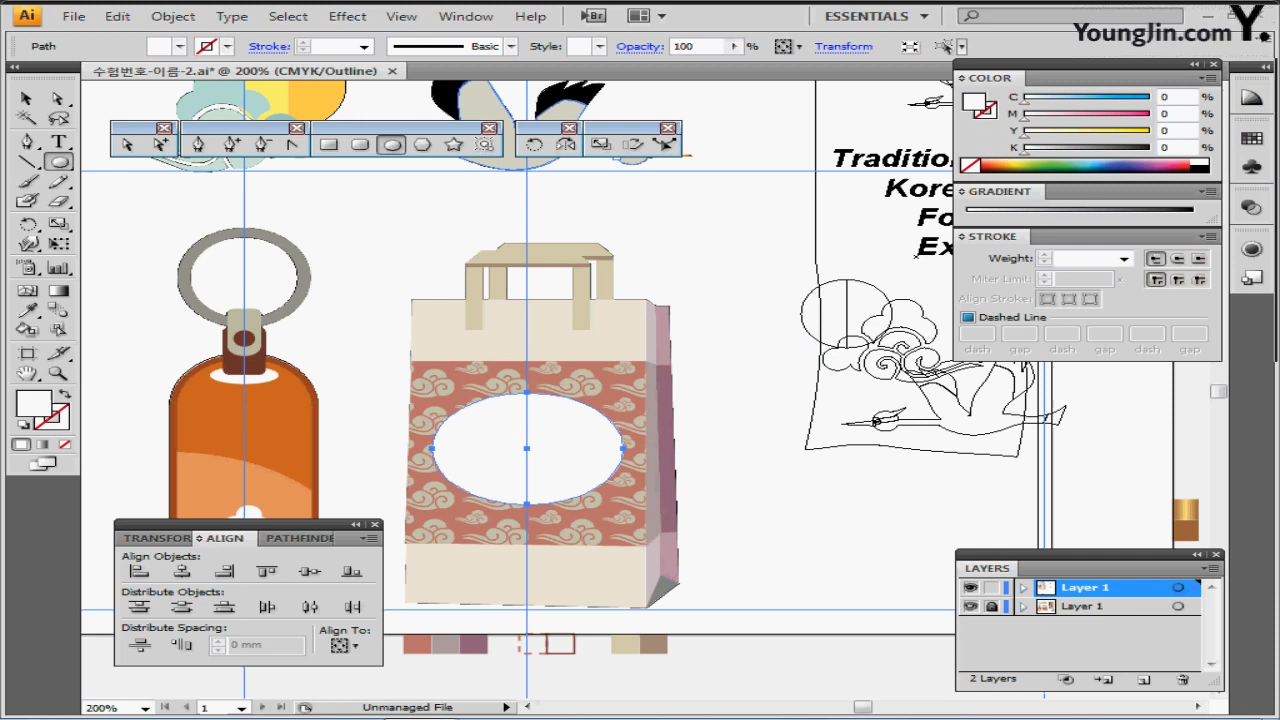 Ai File Edit Object Type Select Effect View Window Help Br ESSENTIALS
YoungJin.com Y.
Path Stroke: Basic Style: Opacity: 100 % Transform
수험번호-이름-2.ai* @ 200% (CMYK/Outline)
COLOR
C 0 %
M 0 %
Y 0 %
K 0 %
Traditio
Kore
Fo
Ex
GRADIENT
STROKE
Weight:
Miter Limit:
Align Stroke:
Dashed Line
dash gap dash gap dash gap
TRANSFOR ALIGN PATHFINDE
Align Objects:
Distribute Objects:
Distribute Spacing:
Align To:
0 mm
LAYERS
Layer 1
Layer 1
2 Layers
200% 1 Unmanaged File